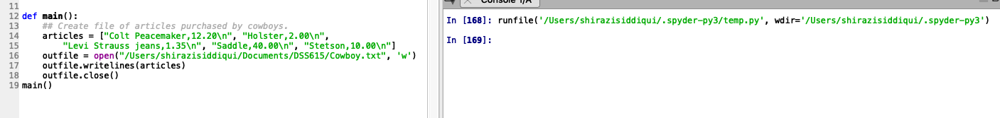 11
12 def main():
13 ## Create file of articles purchased by cowboys.
14 articles = ["Colt Peacemaker,12.20\n", "Holster,2.00\n",
15 "Levi Strauss jeans,1.35\n", "Saddle,40.00\n", "Stetson,10.00\n"]
16 outfile = open("/Users/shirazisiddiqui/Documents/DSS615/Cowboy.txt", 'w')
17 outfile.writelines(articles)
18 outfile.close()
19 main()
Console 1/A
In [168]: runfile('/Users/shirazisiddiqui/.spyder-py3/temp.py', wdir='/Users/shirazisiddiqui/.spyder-py3')
In [169]: